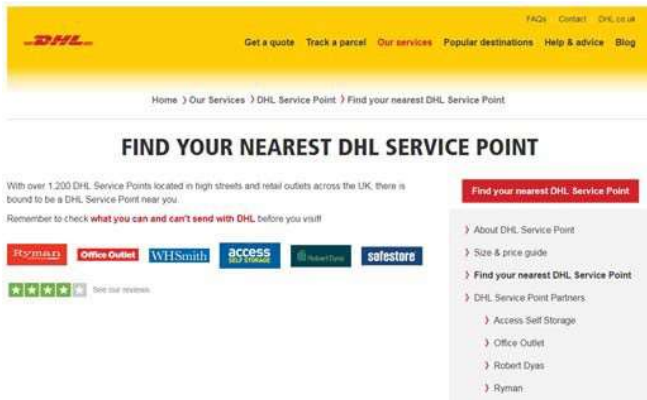 FAQs Contact DHL.co.uk
DHL
Get a quote Track a parcel Our services Popular destinations Help & advice Blog
Home Our Services DHL Service Point Find your nearest DHL Service Point
FIND YOUR NEAREST DHL SERVICE POINT
With over 1,200 DHL Service Points located in high streets and retail outlets across the UK, there is
bound to be a DHL Service Point near you.
Remember to check what you can and can't send with DHL before you visit!
Ryman Office Outlet WHSmith access SELF STORAGE Robert Dyas safestore
See our reviews
Find your nearest DHL Service Point
About DHL Service Point
Size & price guide
Find your nearest DHL Service Point
DHL Service Point Partners
Access Self Storage
Office Outlet
Robert Dyas
Ryman